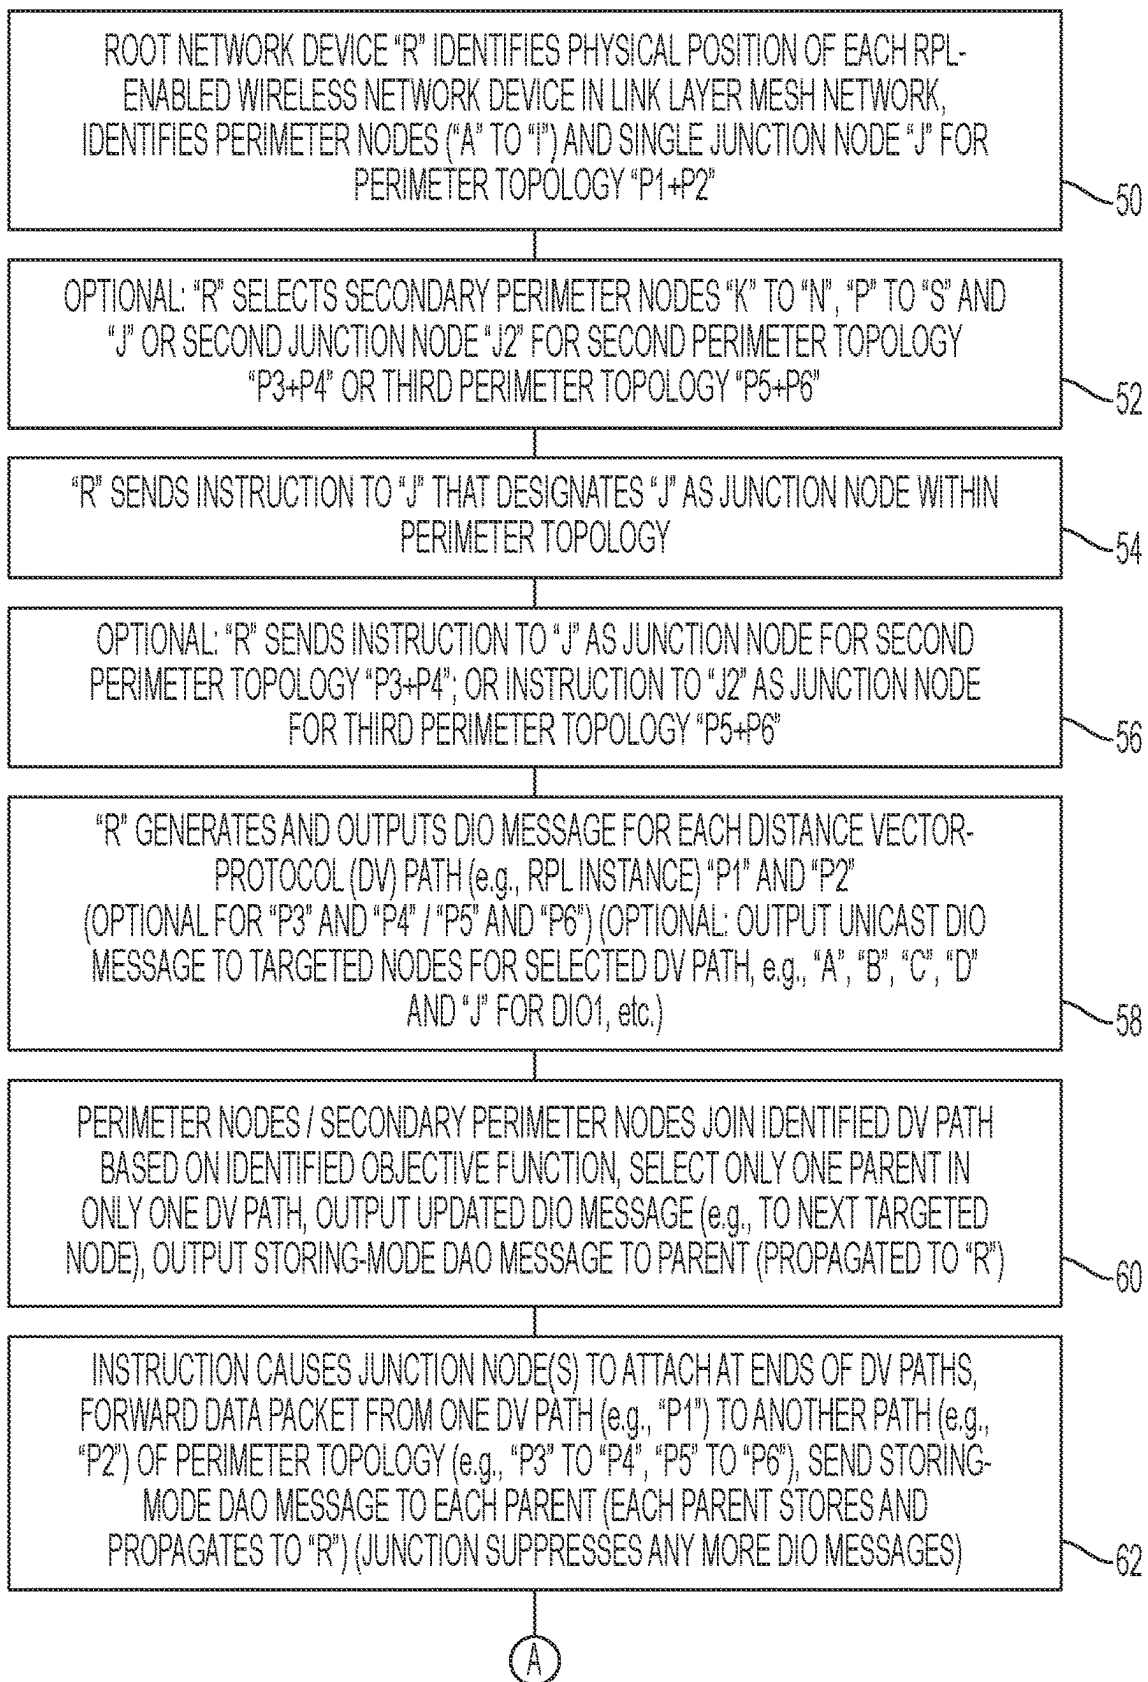 ROOT NETWORK DEVICE “R” IDENTIFIES PHYSICAL POSITION OF EACH RPL-
ENABLED WIRELESS NETWORK DEVICE IN LINK LAYER MESH NETWORK,
IDENTIFIES PERIMETER NODES (“A” TO “I”) AND SINGLE JUNCTION NODE “J” FOR
PERIMETER TOPOLOGY “P1+P2”
50
OPTIONAL: “R” SELECTS SECONDARY PERIMETER NODES “K” TO “N”, “P” TO “S” AND
“J” OR SECOND JUNCTION NODE “J2” FOR SECOND PERIMETER TOPOLOGY
“P3+P4” OR THIRD PERIMETER TOPOLOGY “P5+P6”
52
“R” SENDS INSTRUCTION TO “J” THAT DESIGNATES “J” AS JUNCTION NODE WITHIN
PERIMETER TOPOLOGY
54
OPTIONAL: “R” SENDS INSTRUCTION TO “J” AS JUNCTION NODE FOR SECOND
PERIMETER TOPOLOGY “P3+P4”; OR INSTRUCTION TO “J2” AS JUNCTION NODE
FOR THIRD PERIMETER TOPOLOGY “P5+P6”
56
“R” GENERATES AND OUTPUTS DIO MESSAGE FOR EACH DISTANCE VECTOR-
PROTOCOL (DV) PATH (e.g., RPL INSTANCE) “P1” AND “P2”
(OPTIONAL FOR “P3” AND “P4” / “P5” AND “P6”) (OPTIONAL: OUTPUT UNICAST DIO
MESSAGE TO TARGETED NODES FOR SELECTED DV PATH, e.g., “A”, “B”, “C”, “D”
AND “J” FOR DIO1, etc.)
58
PERIMETER NODES / SECONDARY PERIMETER NODES JOIN IDENTIFIED DV PATH
BASED ON IDENTIFIED OBJECTIVE FUNCTION, SELECT ONLY ONE PARENT IN
ONLY ONE DV PATH, OUTPUT UPDATED DIO MESSAGE (e.g., TO NEXT TARGETED
NODE), OUTPUT STORING-MODE DAO MESSAGE TO PARENT (PROPAGATED TO “R”)
60
INSTRUCTION CAUSES JUNCTION NODE(S) TO ATTACH AT ENDS OF DV PATHS,
FORWARD DATA PACKET FROM ONE DV PATH (e.g., “P1”) TO ANOTHER PATH (e.g.,
“P2”) OF PERIMETER TOPOLOGY (e.g., “P3” TO “P4”, “P5” TO “P6”), SEND STORING-
MODE DAO MESSAGE TO EACH PARENT (EACH PARENT STORES AND
PROPAGATES TO “R”) (JUNCTION SUPPRESSES ANY MORE DIO MESSAGES)
62
A